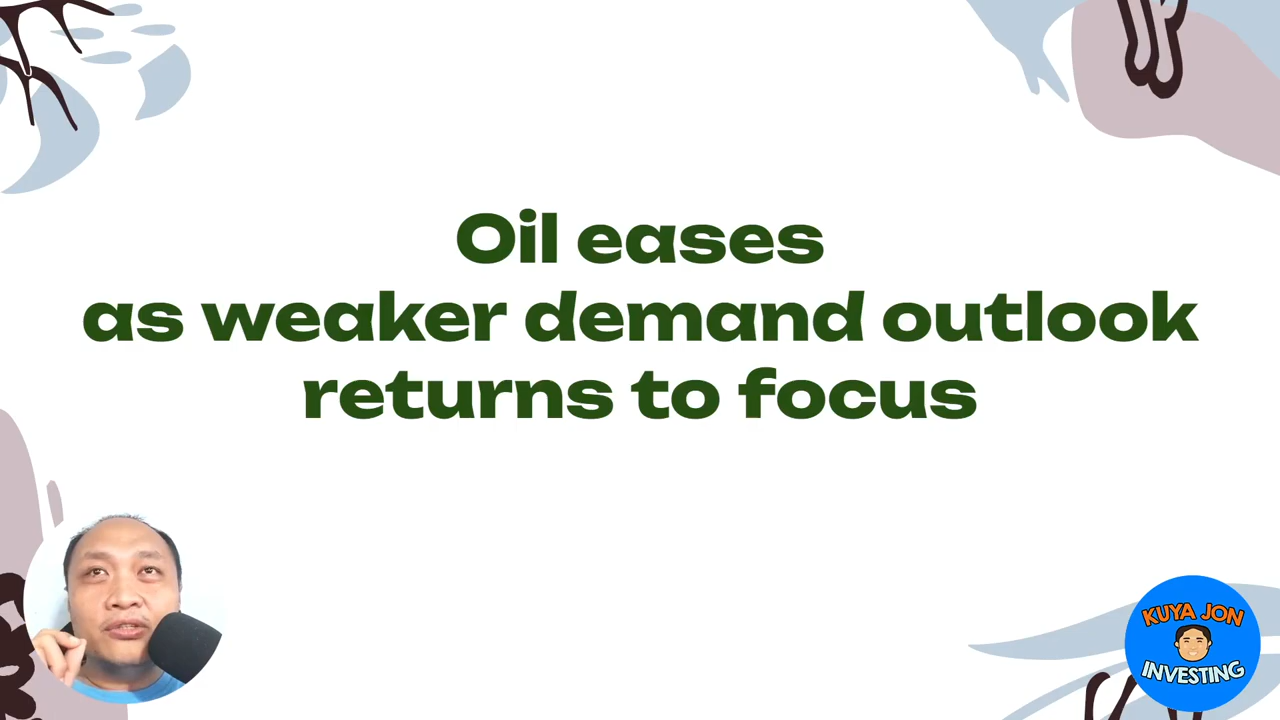 Oil eases
as weaker demand outlook
returns to focus
KUYA JON
INVESTING